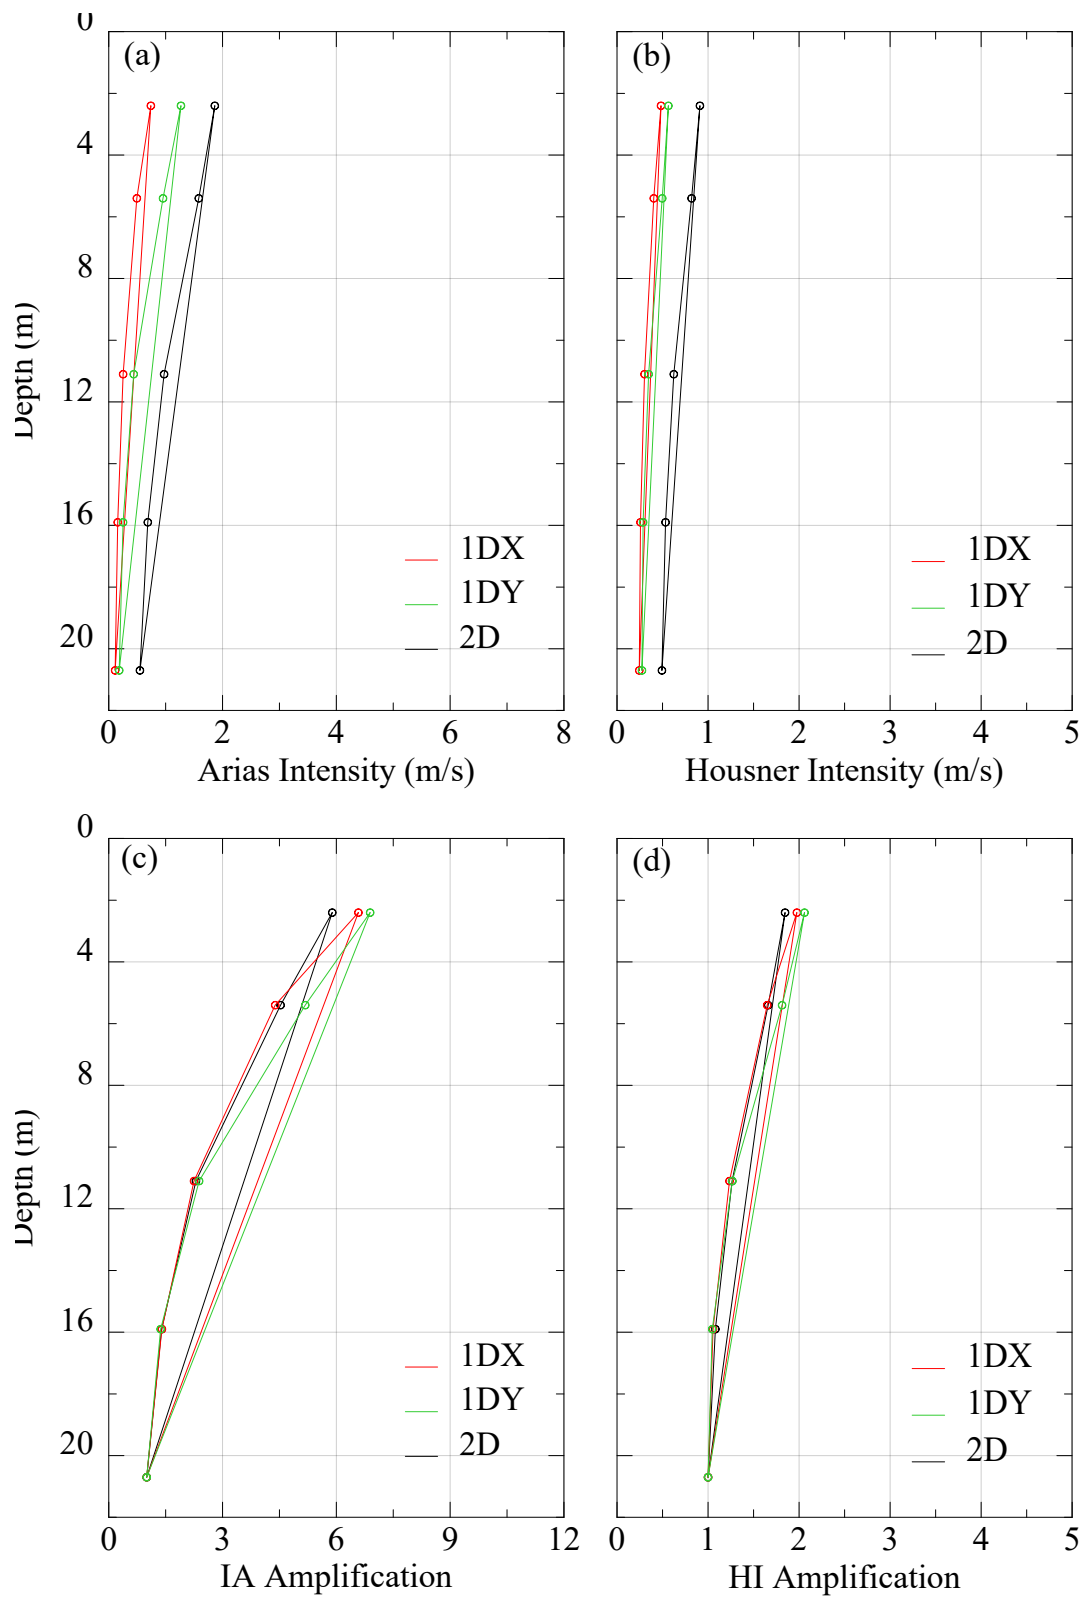 0
(a)
(b)
4
8
Depth (m)
12
16
1DX
1DX
1DY
1DY
20
2D
2D
0 2 4 6 8
0 1 2 3 4 5
Arias Intensity (m/s)
Housner Intensity (m/s)
0
(c)
(d)
4
8
Depth (m)
12
16
1DX
1DX
1DY
1DY
20
2D
2D
0 3 6 9 12
0 1 2 3 4 5
IA Amplification
HI Amplification